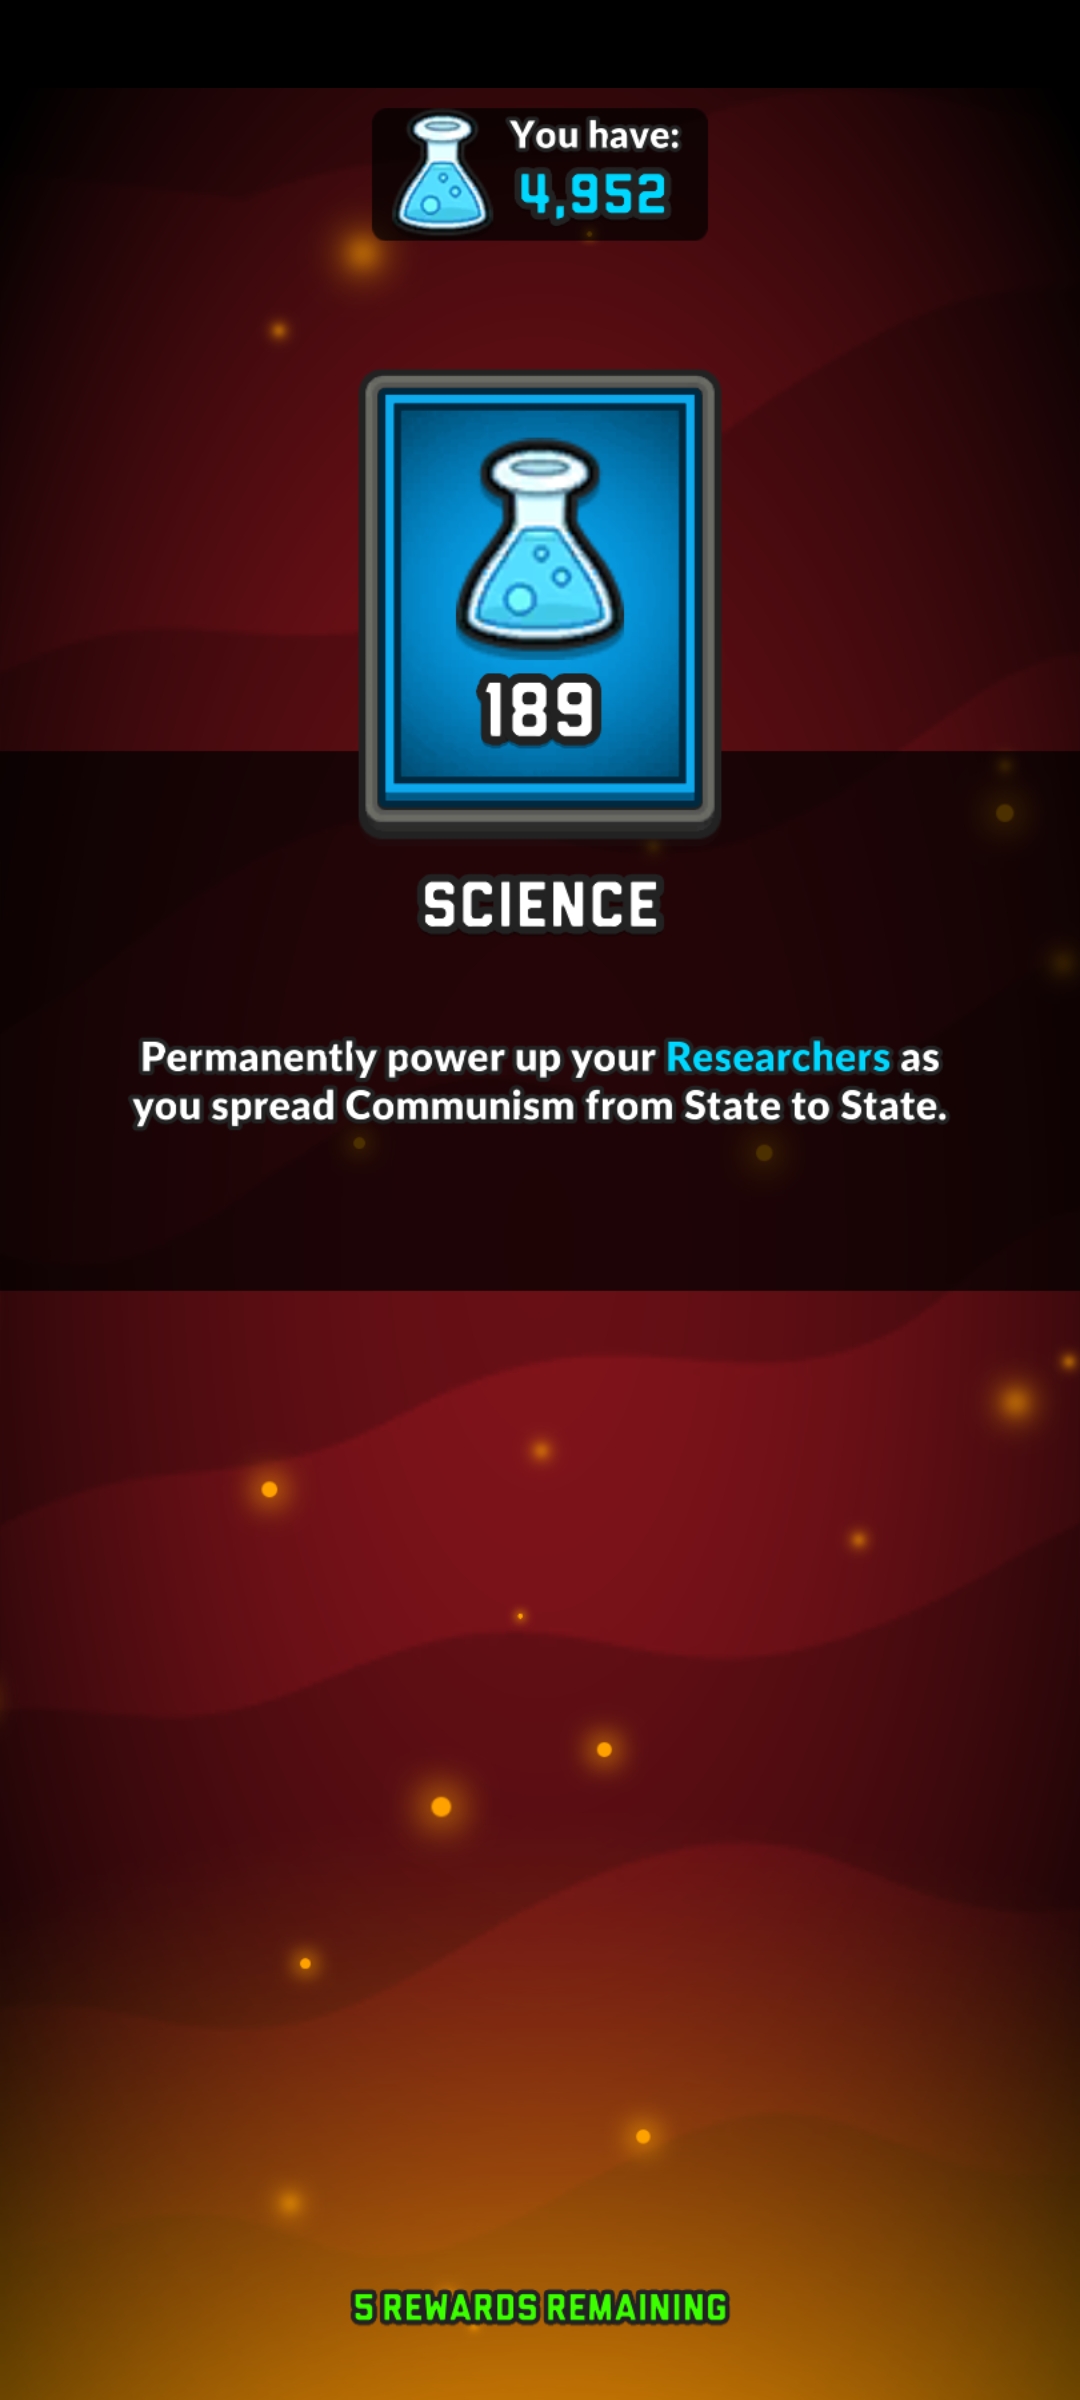 You have:
4,952
189
SCIENCE
Permanently power up your Researchers as
you spread Communism from State to State.
5 REWARDS REMAINING